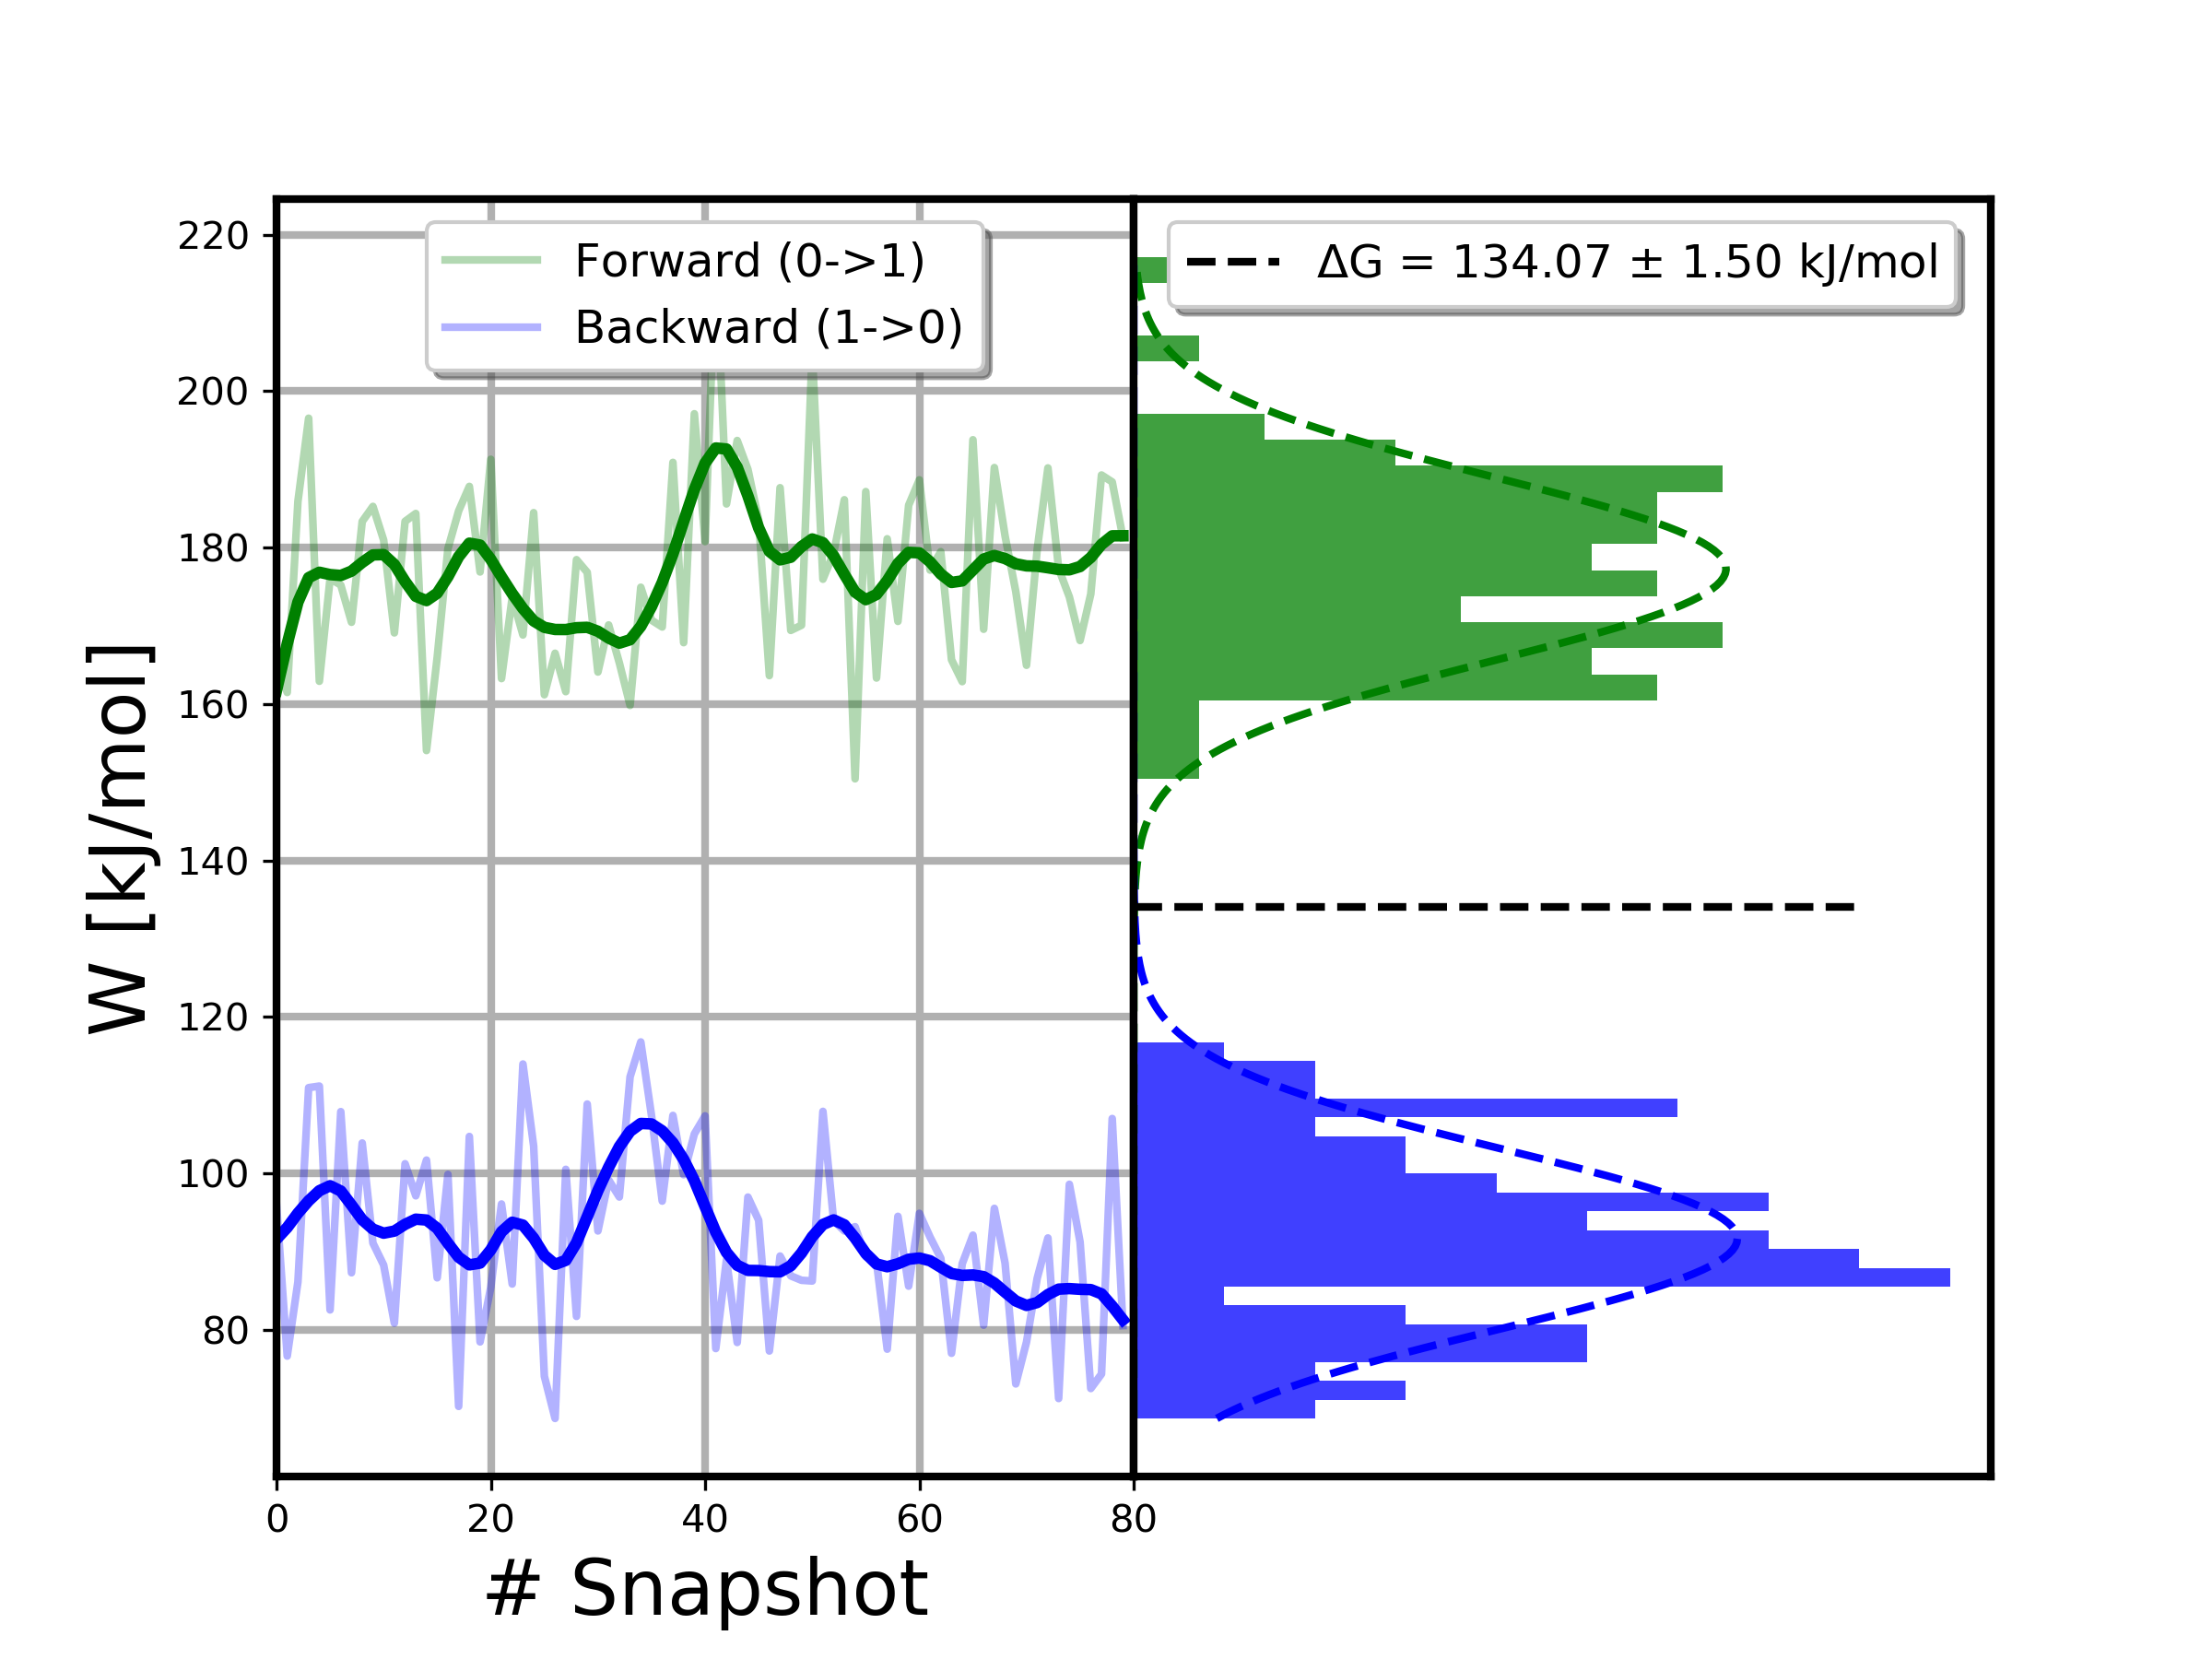 Forward (0->1)
Backward (1->0)
ΔG = 134.07 ± 1.50 kJ/mol
W [kJ/mol]
220
200
180
160
140
120
100
80
0 20 40 60 80
# Snapshot